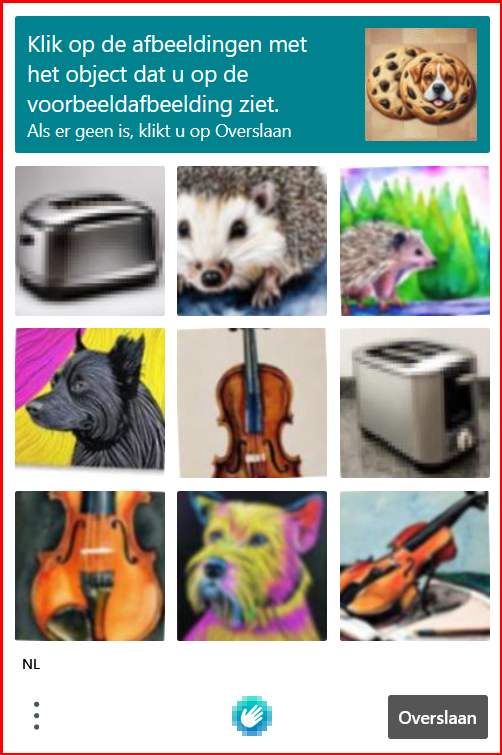 Klik op de afbeeldingen met
het object dat u op de
voorbeeldafbeelding ziet.
Als er geen is, klikt u op Overslaan
NL
Overslaan